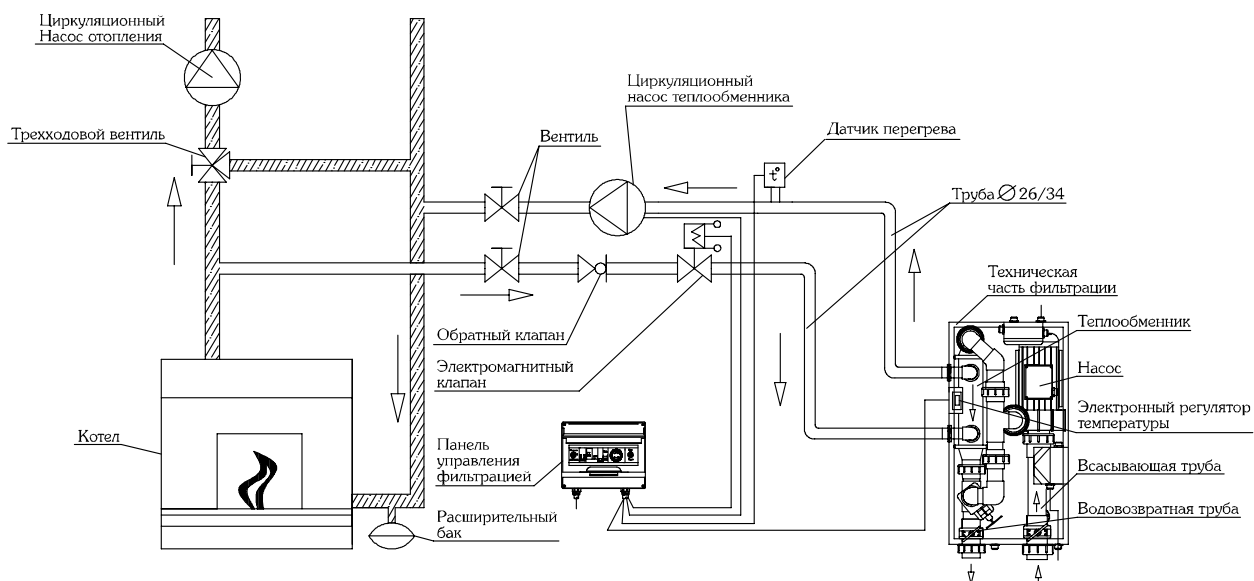 Циркуляционный
Насос отопления
Трехходовой вентиль
Вентиль
Циркуляционный
насос теплообменника
Датчик перегрева
t°
Труба Ø 26/34
Техническая
часть фильтрации
Теплообменник
Насос
Электронный регулятор
температуры
Всасывающая труба
Водовозвратная труба
Обратный клапан
Электромагнитный
клапан
Котел
Панель
управления
фильтрацией
Расширительный
бак